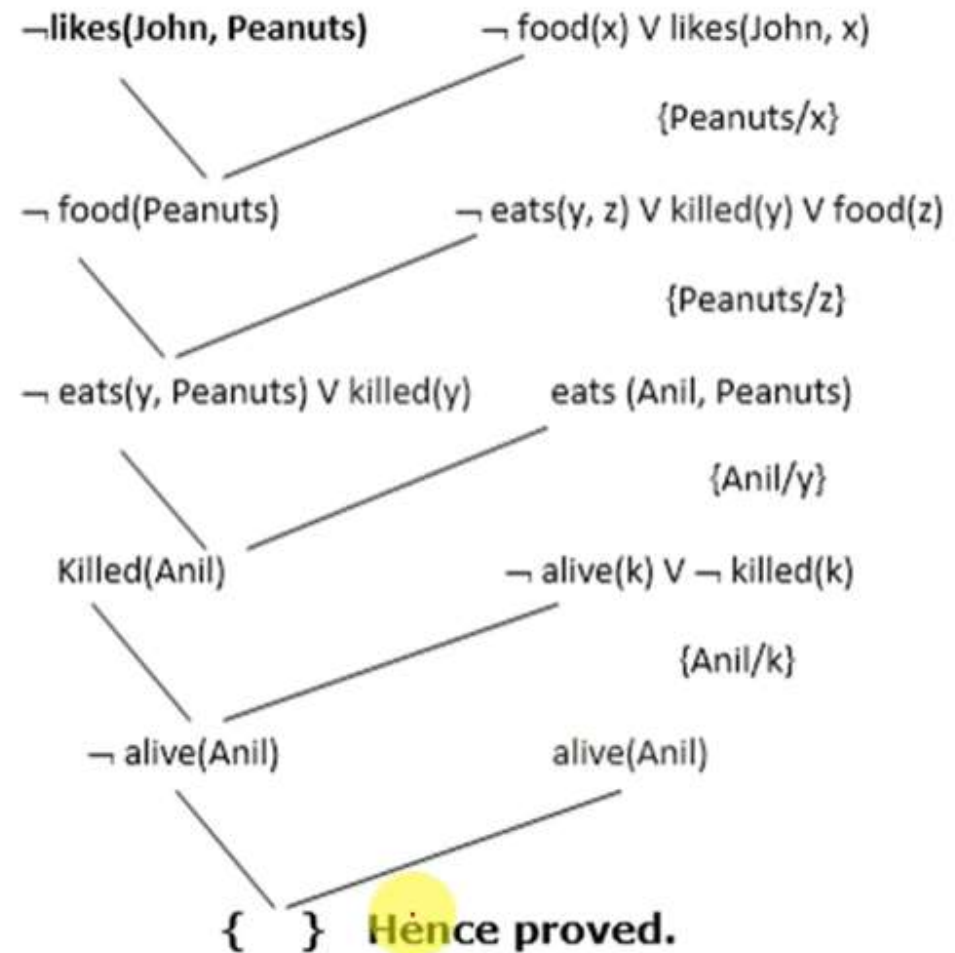 ¬likes(John, Peanuts) ¬ food(x) V likes(John, x)
{Peanuts/x}
¬ food(Peanuts) ¬ eats(y, z) V killed(y) V food(z)
{Peanuts/z}
¬ eats(y, Peanuts) V killed(y) eats (Anil, Peanuts)
{Anil/y}
Killed(Anil) ¬ alive(k) V ¬ killed(k)
{Anil/k}
¬ alive(Anil) alive(Anil)
{ } Hence proved.